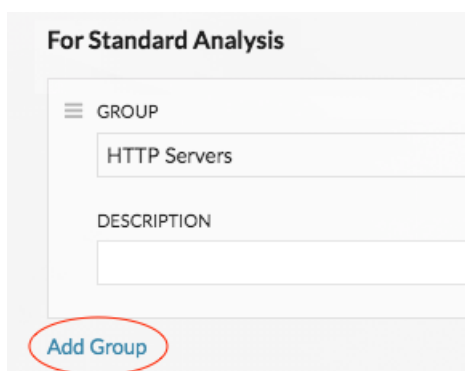 For Standard Analysis
GROUP
HTTP Servers
DESCRIPTION
Add Group